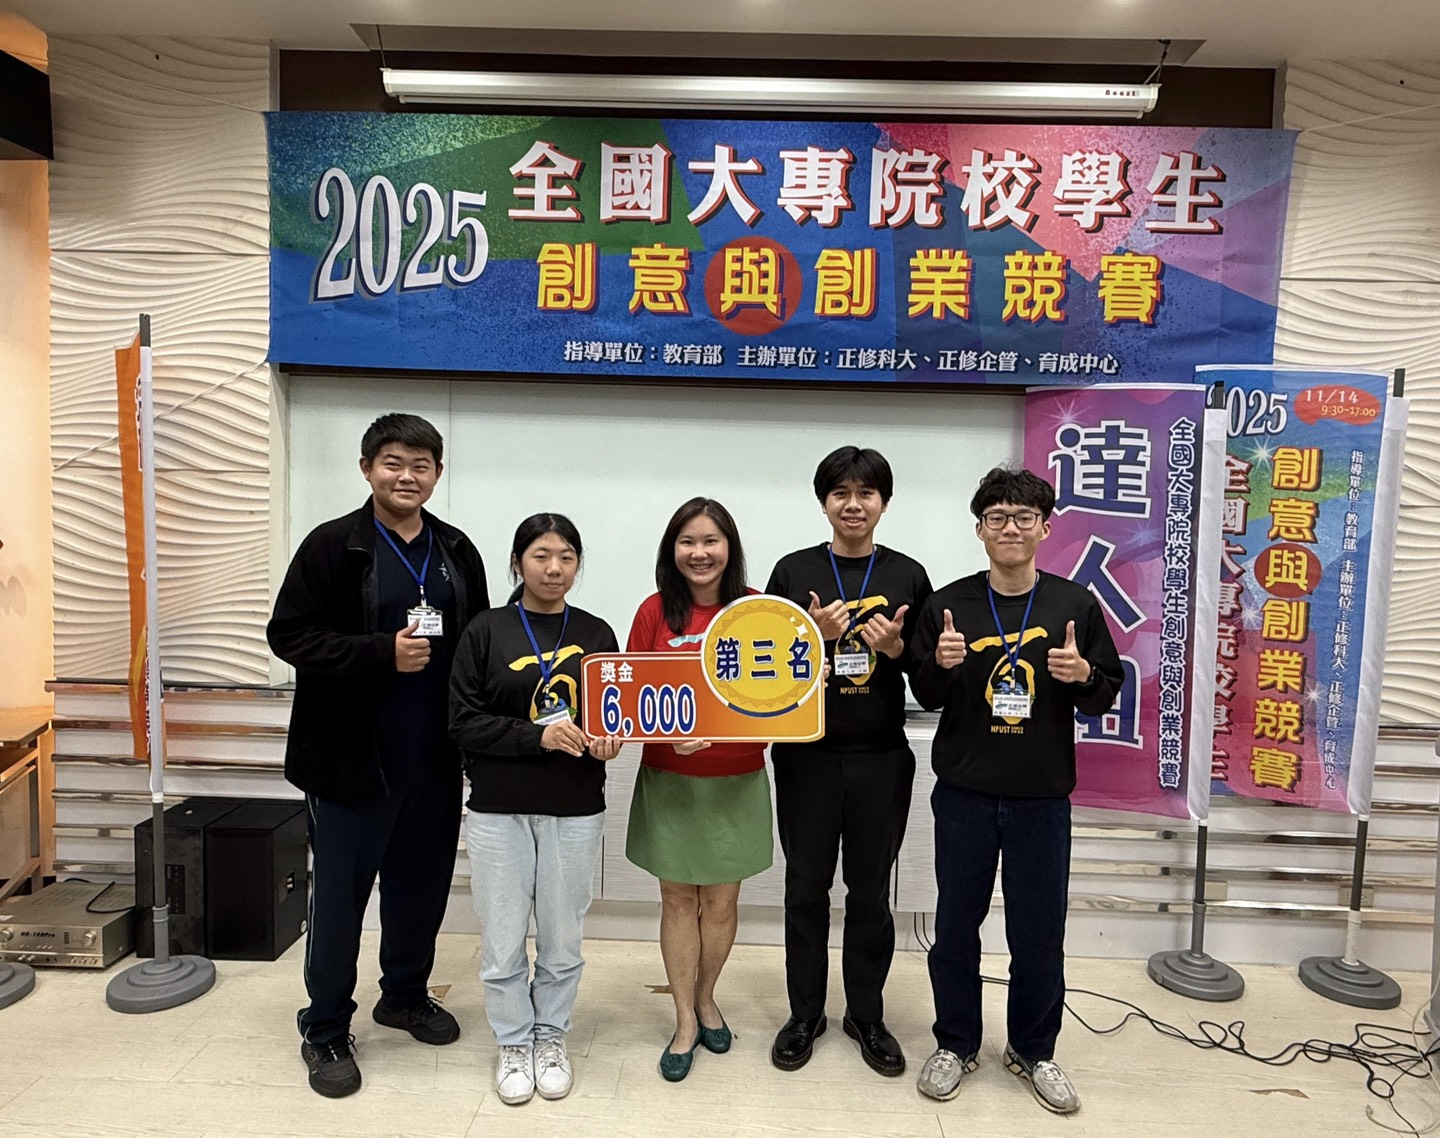 2025
全國大專院校學生
創意與創業競賽
指導單位：教育部 主辦單位：正修科大、正修企管、育成中心
達人組
全國大專院校學生創意與創業競賽
2025
11/14
9:30~17:00
創意與創業競賽
全國大專院校學生
指導單位：教育部 主辦單位：正修科大、正修企管、育成中心
獎金
6,000
第三名
NPUST
NPUST